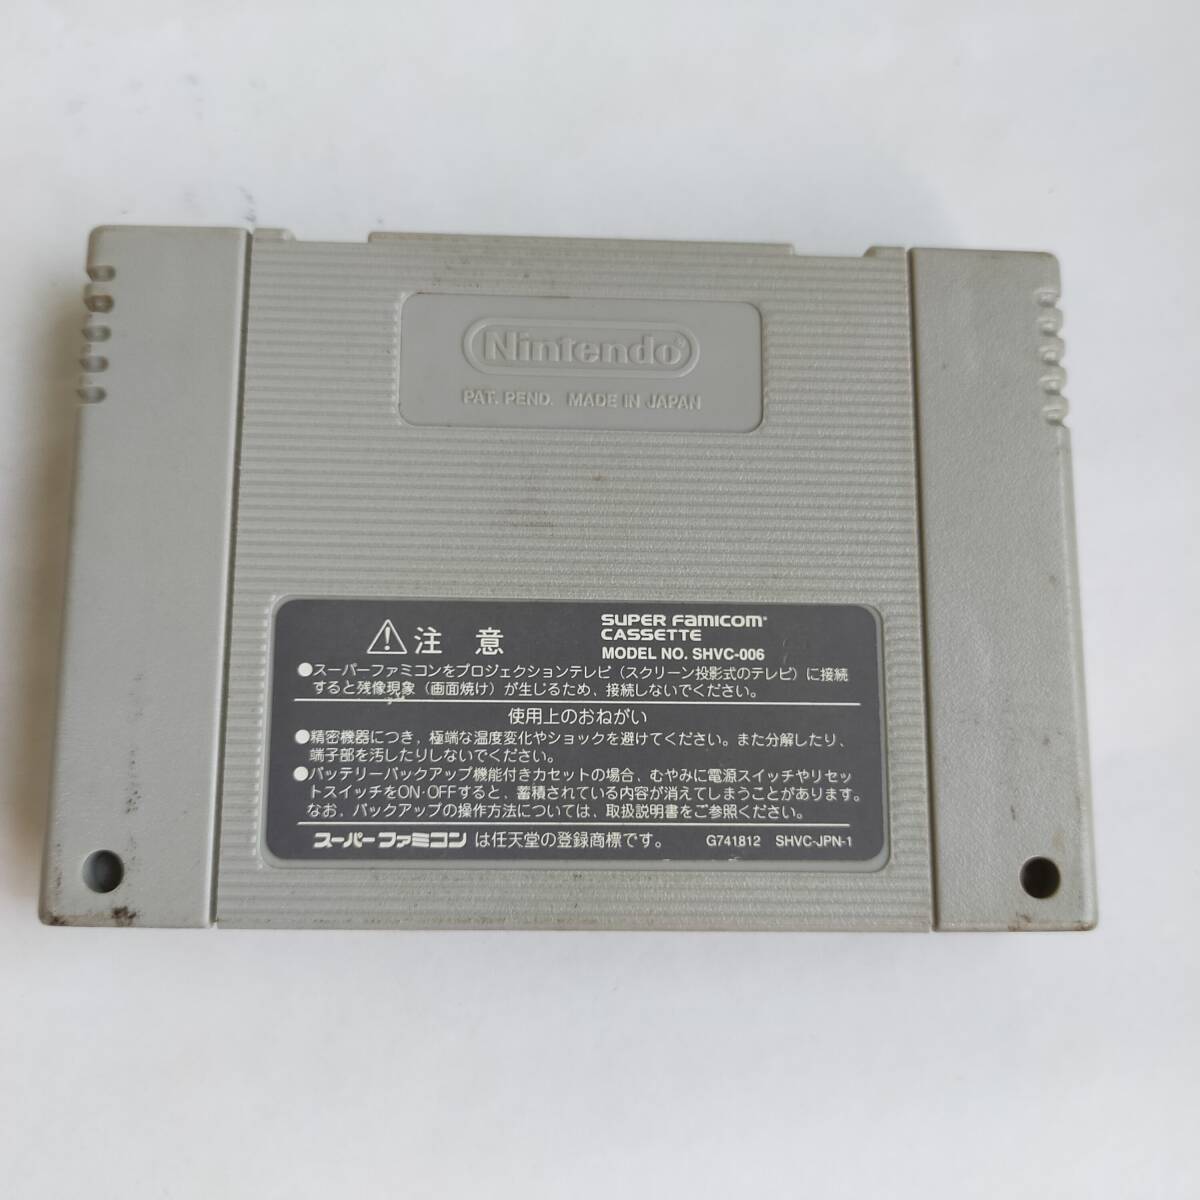 Nintendo®
PAT. PEND. MADE IN JAPAN
⚠注意
SUPER FAMICOM®
CASSETTE
MODEL NO. SHVC-006
●スーパーファミコンをプロジェクションテレビ（スクリーン投影式のテレビ）に接続
すると残像現象（画面焼け）が生じるため、接続しないでください。
使用上のおねがい
●精密機器につき、極端な温度変化やショックを避けてください。また分解したり、
端子部を汚したりしないでください。
●バッテリーバックアップ機能付きカセットの場合、むやみに電源スイッチやリセッ
トスイッチをON・OFFすると、蓄積されている内容が消えてしまうことがあります。
なお、バックアップの操作方法については、取扱説明書をご参照ください。
スーパーファミコン は任天堂の登録商標です。 G741812 SHVC-JPN-1